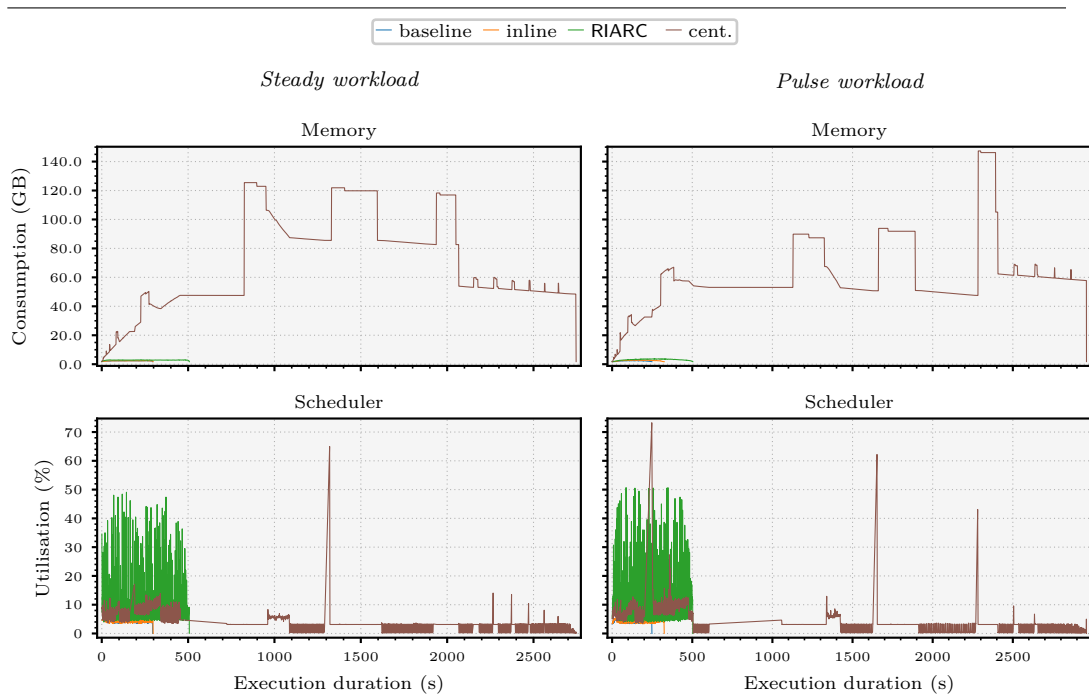 baseline inline RIARC cent.
Steady workload Pulse workload
Memory Memory
Consumption (GB)
140.0
120.0
100.0
80.0
60.0
40.0
20.0
0.0
Scheduler Scheduler
Utilisation (%)
70
60
50
40
30
20
10
0
0 500 1000 1500 2000 2500 0 500 1000 1500 2000 2500
Execution duration (s) Execution duration (s)